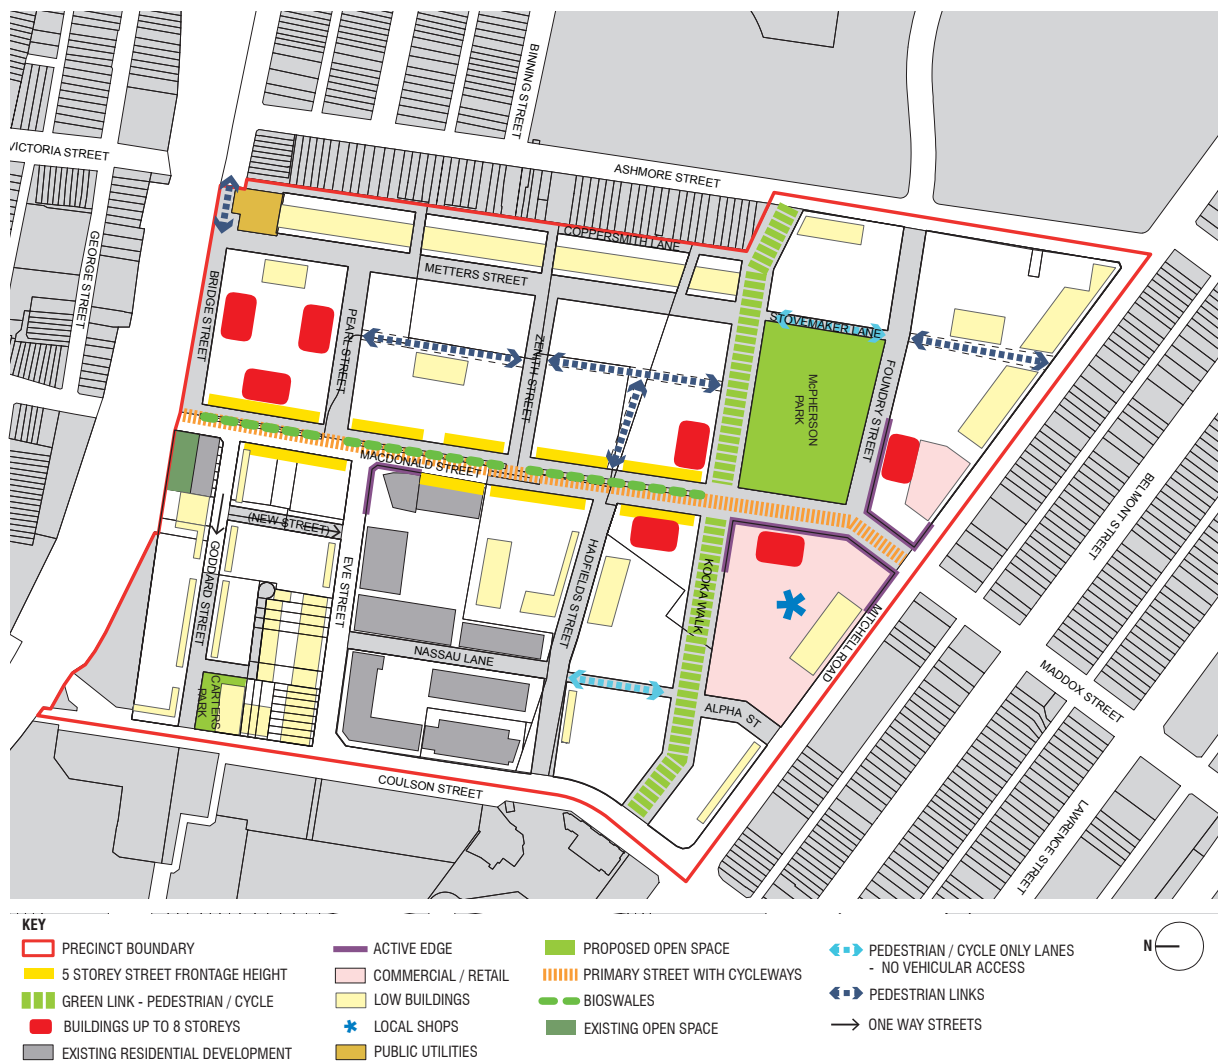 BINNING STREET
VICTORIA STREET
ASHMORE STREET
GEORGE STREET
COPPERSMITH LANE
METTERS STREET
BRIDGE STREET
PEARL STREET
ZENITH STREET
STOVEMAKER LANE
McPHERSON
PARK
FOUNDRY STREET
MACDONALD STREET
BELMONT STREET
(NEW STREET)
GODDARD STREET
EVE STREET
HADFIELDS STREET
KOOKA WALK
MITCHELL ROAD
NASSAU LANE
MADDOX STREET
CARTERS
PARK
ALPHA ST
COULSON STREET
LAWRENCE STREET
KEY
PRECINCT BOUNDARY
5 STOREY STREET FRONTAGE HEIGHT
GREEN LINK - PEDESTRIAN / CYCLE
BUILDINGS UP TO 8 STOREYS
EXISTING RESIDENTIAL DEVELOPMENT
ACTIVE EDGE
COMMERCIAL / RETAIL
LOW BUILDINGS
LOCAL SHOPS
PUBLIC UTILITIES
PROPOSED OPEN SPACE
PRIMARY STREET WITH CYCLEWAYS
BIOSWALES
EXISTING OPEN SPACE
PEDESTRIAN / CYCLE ONLY LANES
- NO VEHICULAR ACCESS
PEDESTRIAN LINKS
ONE WAY STREETS
N